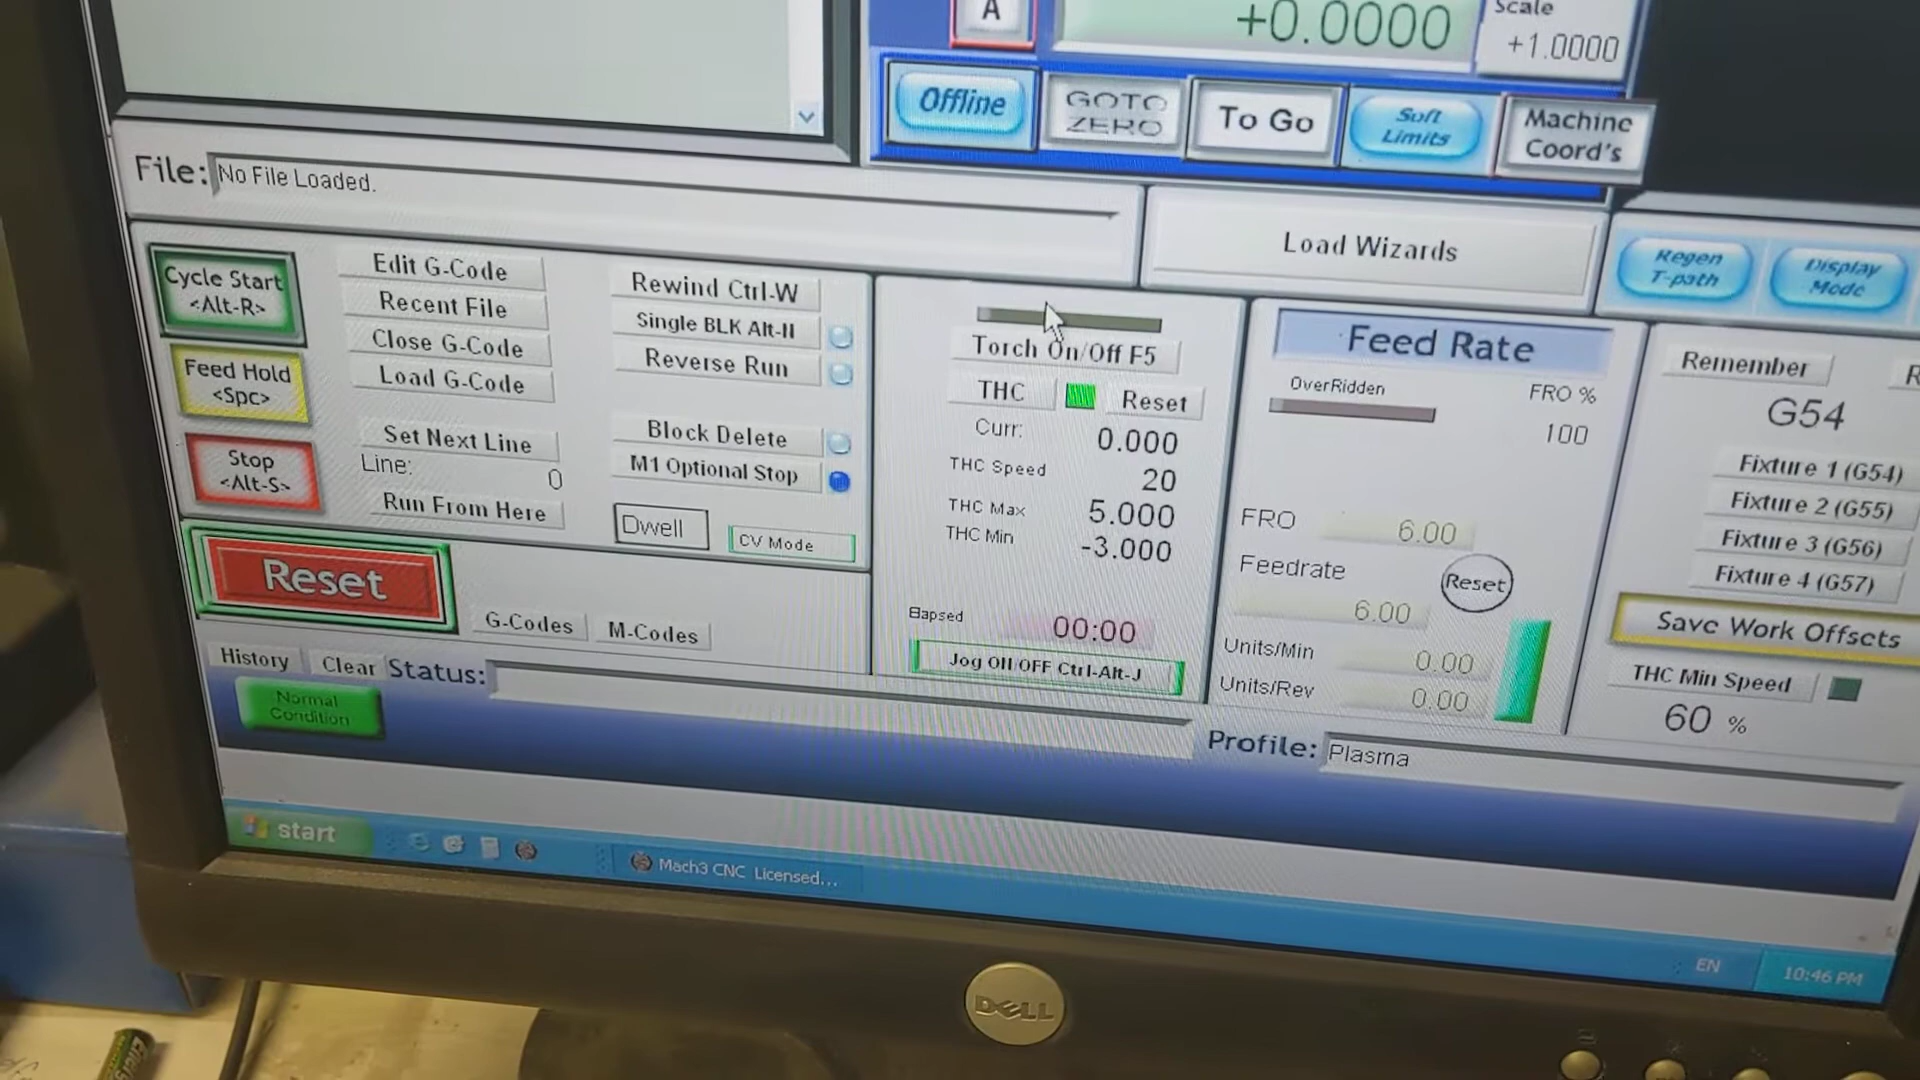 A
+0.0000
Scale
+1.0000
Offline
GOTO
ZERO
To Go
Soft
Limits
Machine
Coord's
File:
No File Loaded.
Load Wizards
Regen
T-path
Display
Mode
Cycle Start
<Alt-R>
Edit G-Code
Recent File
Close G-Code
Load G-Code
Rewind Ctrl-W
Single BLK Alt-N
Reverse Run
Feed Hold
<Spc>
Stop
<Alt-S>
Set Next Line
Line:
0
Run From Here
Block Delete
M1 Optional Stop
Dwell
CV Mode
Reset
G-Codes
M-Codes
Torch On/Off F5
THC
Reset
Curr:
0.000
THC Speed
20
THC Max
5.000
THC Min
-3.000
Elapsed
00:00
Jog ON/OFF Ctrl-Alt-J
Feed Rate
OverRidden
FRO %
100
FRO
6.00
Feedrate
Reset
6.00
Units/Min
0.00
Units/Rev
0.00
Remember
G54
Fixture 1 (G54)
Fixture 2 (G55)
Fixture 3 (G56)
Fixture 4 (G57)
Save Work Offsets
THC Min Speed
60 %
History
Clear
Status:
Normal
Condition
Profile:
Plasma
start
Mach3 CNC Licensed...
EN
10:46 PM
DELL